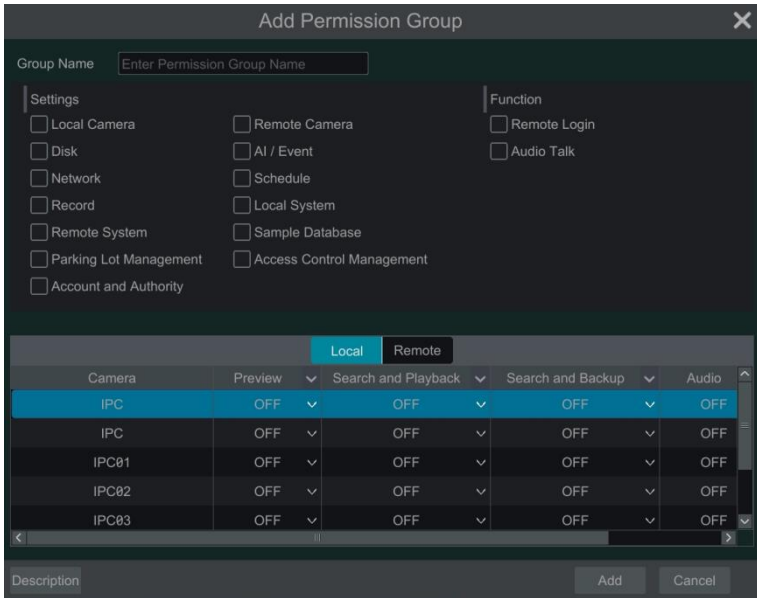 Add Permission Group
Group Name Enter Permission Group Name
Settings Function
Local Camera Remote Camera Remote Login
Disk AI / Event Audio Talk
Network Schedule
Record Local System
Remote System Sample Database
Parking Lot Management Access Control Management
Account and Authority
Local Remote
Camera Preview Search and Playback Search and Backup Audio
IPC OFF OFF OFF OFF
IPC OFF OFF OFF OFF
IPC01 OFF OFF OFF OFF
IPC02 OFF OFF OFF OFF
IPC03 OFF OFF OFF OFF
Description Add Cancel